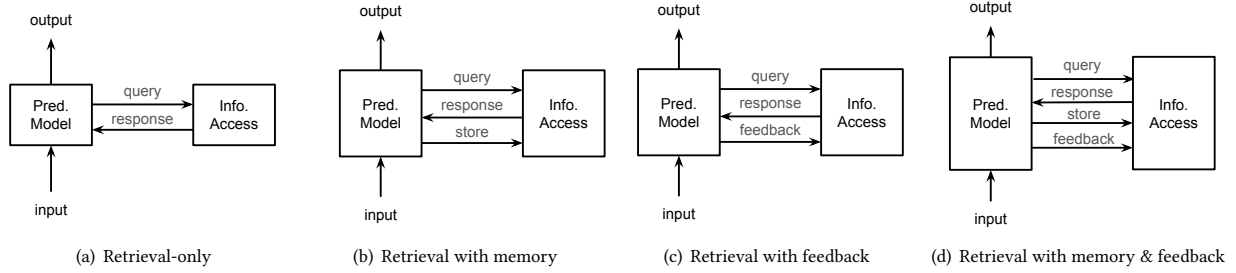 output
query
Pred.
Model
response
Info.
Access
input
(a) Retrieval-only
output
query
Pred.
Model
response
store
Info.
Access
input
(b) Retrieval with memory
output
query
Pred.
Model
response
feedback
Info.
Access
input
(c) Retrieval with feedback
output
query
Pred.
Model
response
store
feedback
Info.
Access
input
(d) Retrieval with memory & feedback